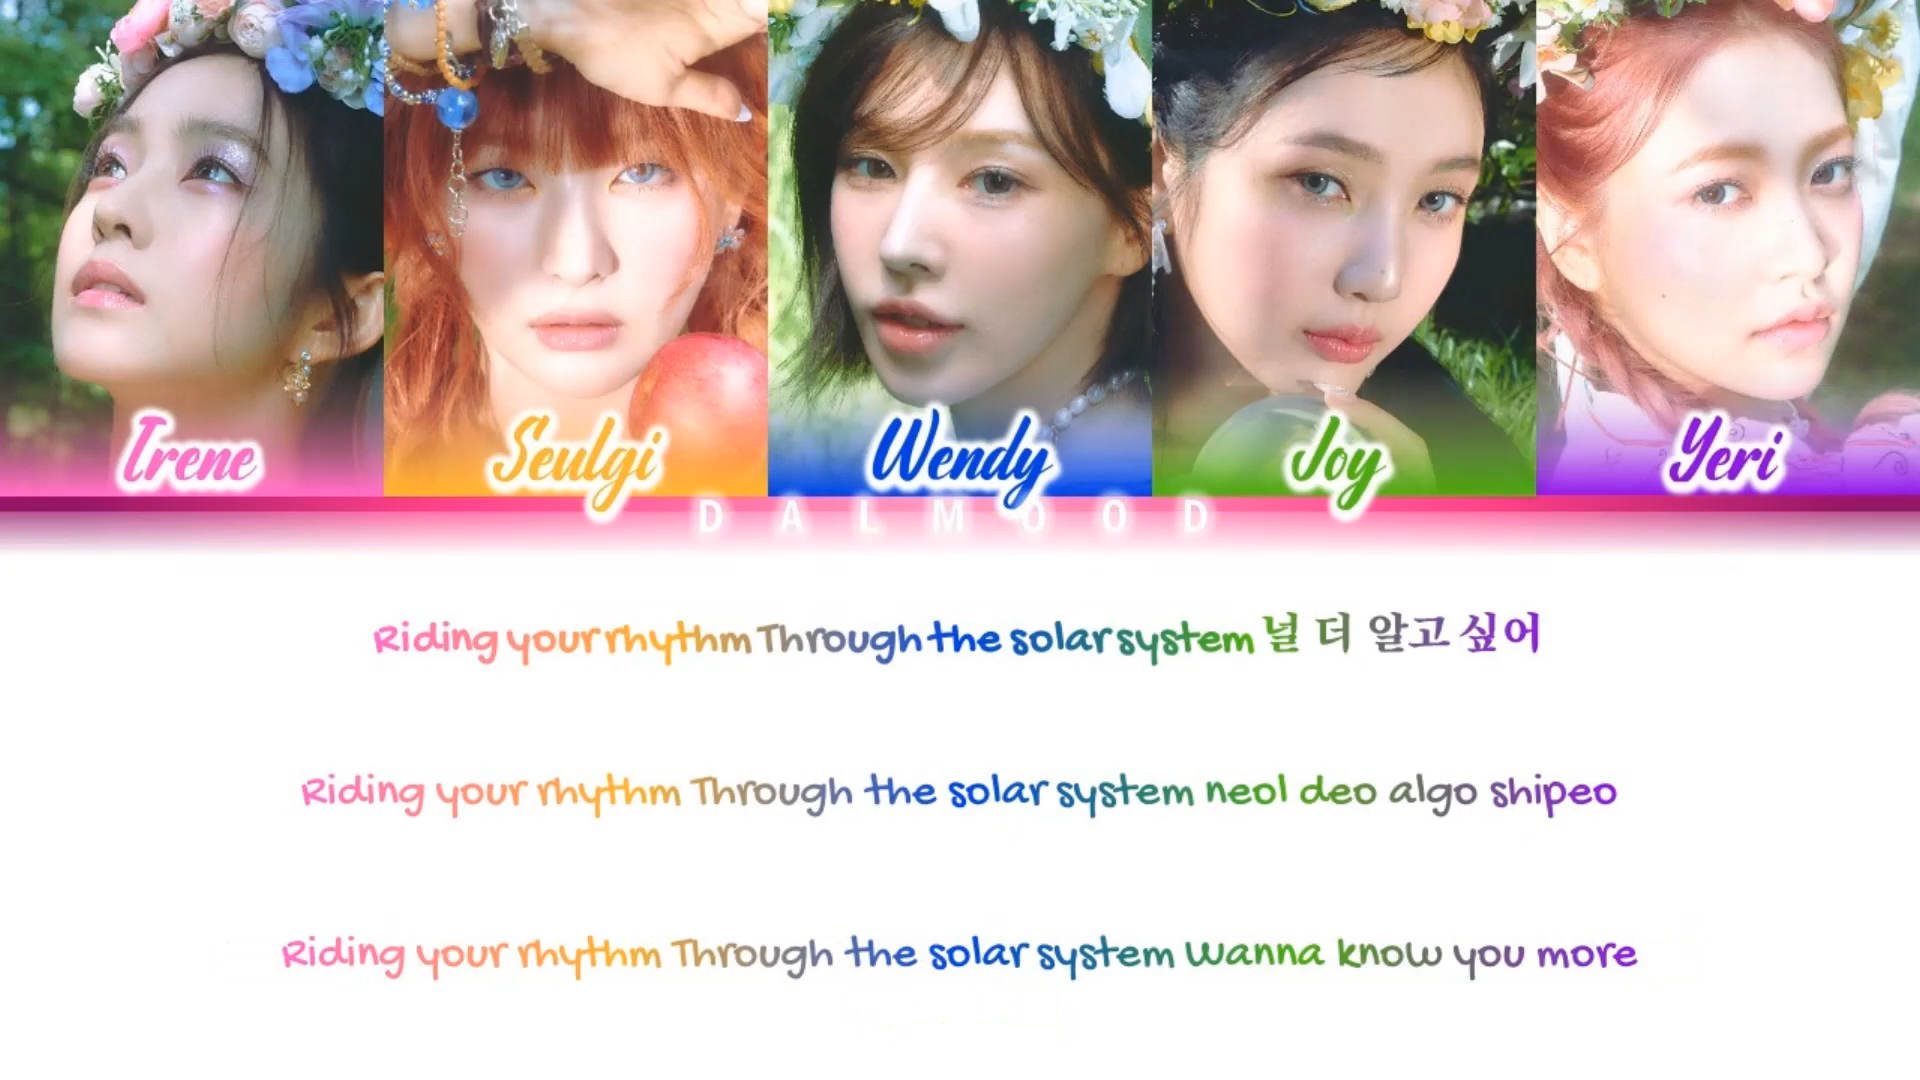 Irene Seulgi Wendy Joy Yeri
DALMOOD
Riding your rhythm Through the solar system 널 더 알고 싶어
Riding your rhythm Through the solar system neol deo algo shipeo
Riding your rhythm Through the solar system Wanna know you more